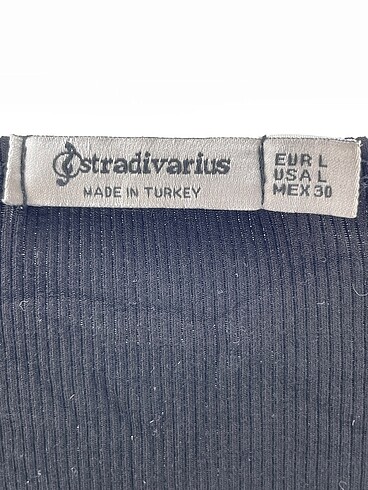 stradivarius
MADE IN TURKEY
EUR L
USA L
MEX 30